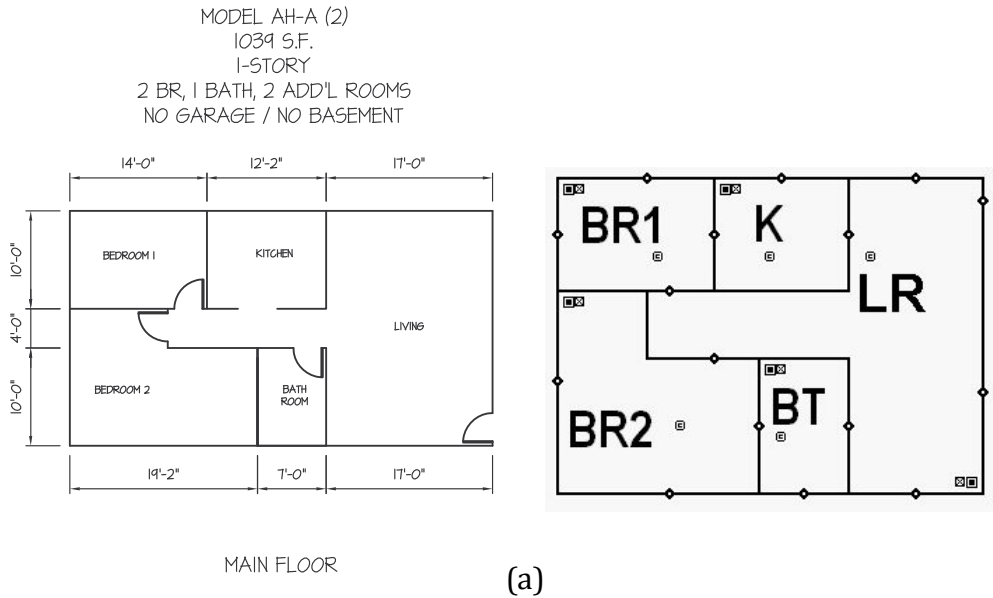 MODEL AH-A (2)
1039 S.F.
1-STORY
2 BR, 1 BATH, 2 ADD'L ROOMS
NO GARAGE / NO BASEMENT
14'-0" 12'-2" 17'-0"
10'-0"
4'-0"
10'-0"
BEDROOM 1
KITCHEN
LIVING
BEDROOM 2
BATH
ROOM
19'-2" 7'-0" 17'-0"
MAIN FLOOR
BR1
K
LR
BR2
BT
C
C
C
C
C
(a)